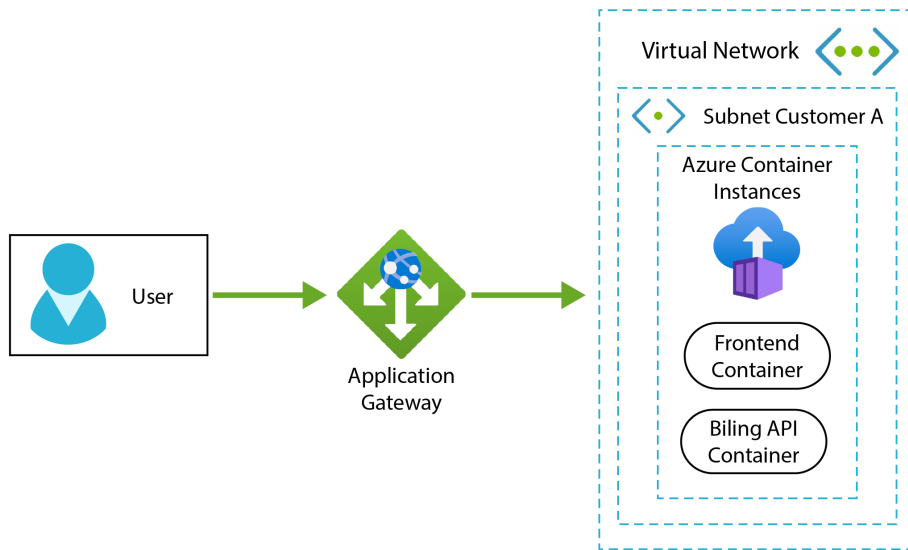 Virtual Network
Subnet Customer A
Azure Container
Instances
User
Application
Gateway
Frontend
Container
Biling API
Container